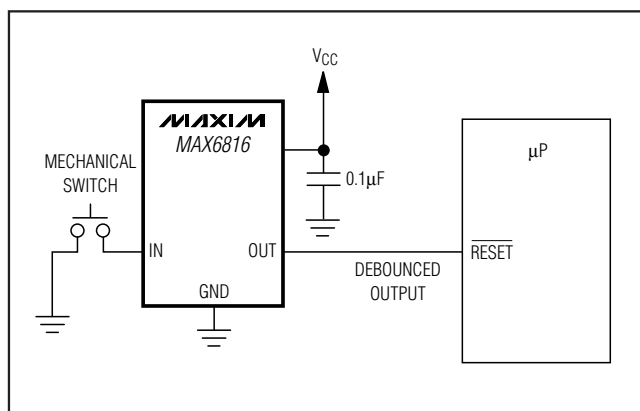 VCC
MAXIM
MAX6816
MECHANICAL
SWITCH
0.1µF
µP
IN
OUT
RESET
DEBOUNCED
OUTPUT
GND